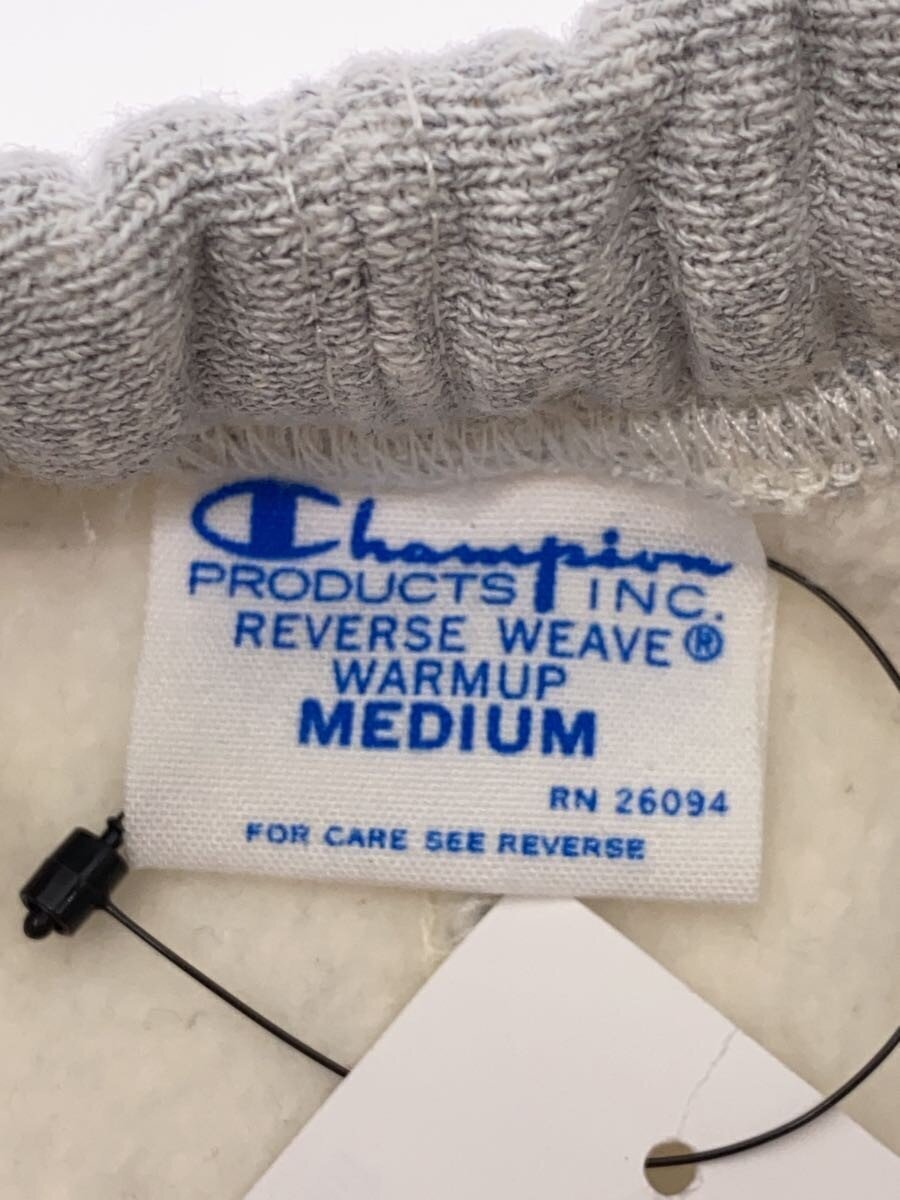 Champion
PRODUCTS INC.
REVERSE WEAVE®
WARMUP
MEDIUM
RN 26094
FOR CARE SEE REVERSE